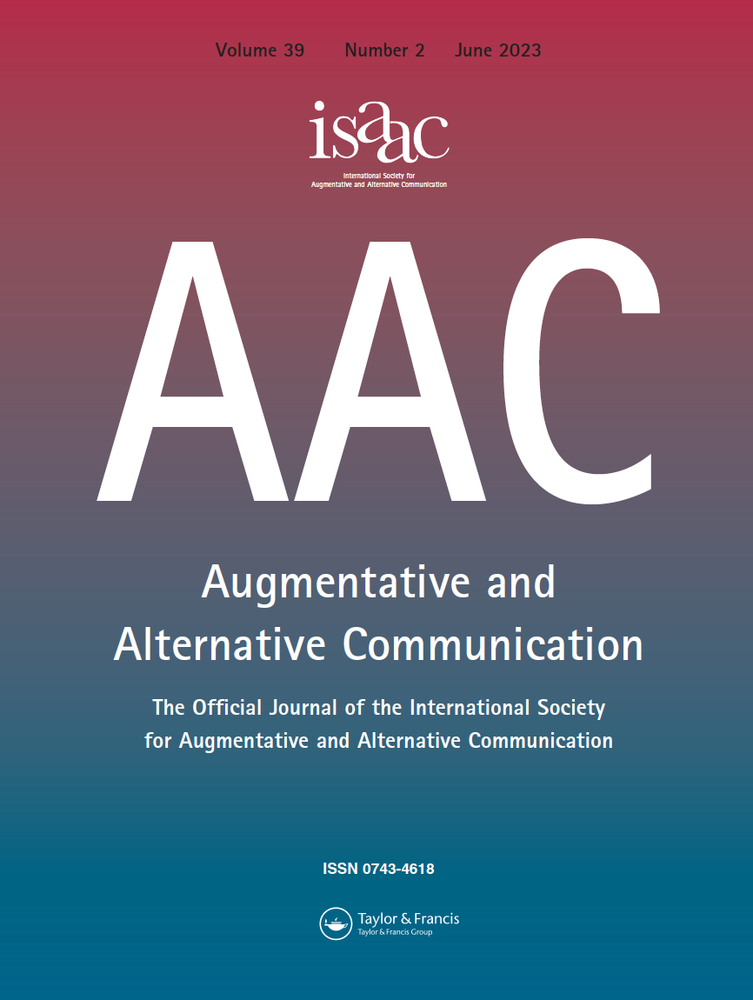 Volume 39 Number 2 June 2023
isaac
International Society for
Augmentative and Alternative Communication
AAC
Augmentative and
Alternative Communication
The Official Journal of the International Society
for Augmentative and Alternative Communication
ISSN 0743-4618
Taylor & Francis
Taylor & Francis Group